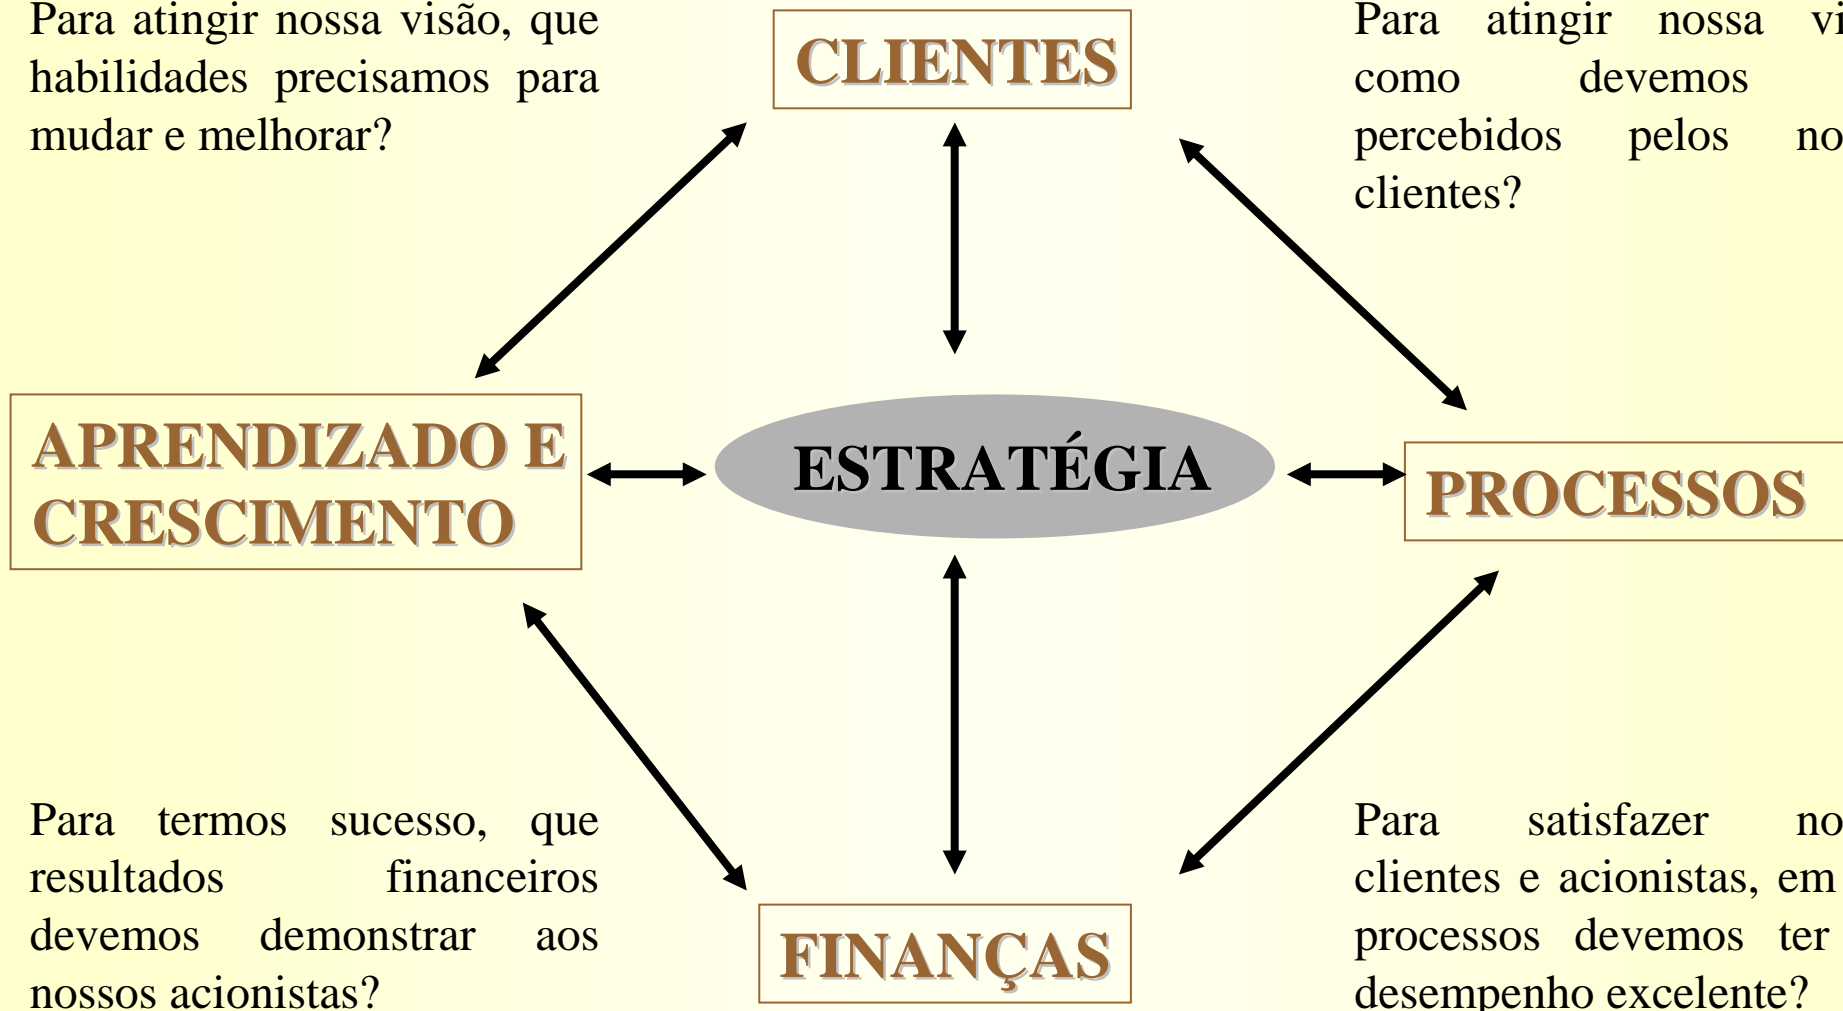 Para atingir nossa visão, que
habilidades precisamos para
mudar e melhorar?
CLIENTES
Para atingir nossa
como devemos
percebidos pelos
clientes?
APRENDIZADO E
CRESCIMENTO
ESTRATÉGIA
PROCESSOS
Para termos sucesso, que
resultados financeiros
devemos demonstrar aos
nossos acionistas?
FINANÇAS
Para satisfazer
clientes e acionistas, em
processos devemos ter
desempenho excelente?